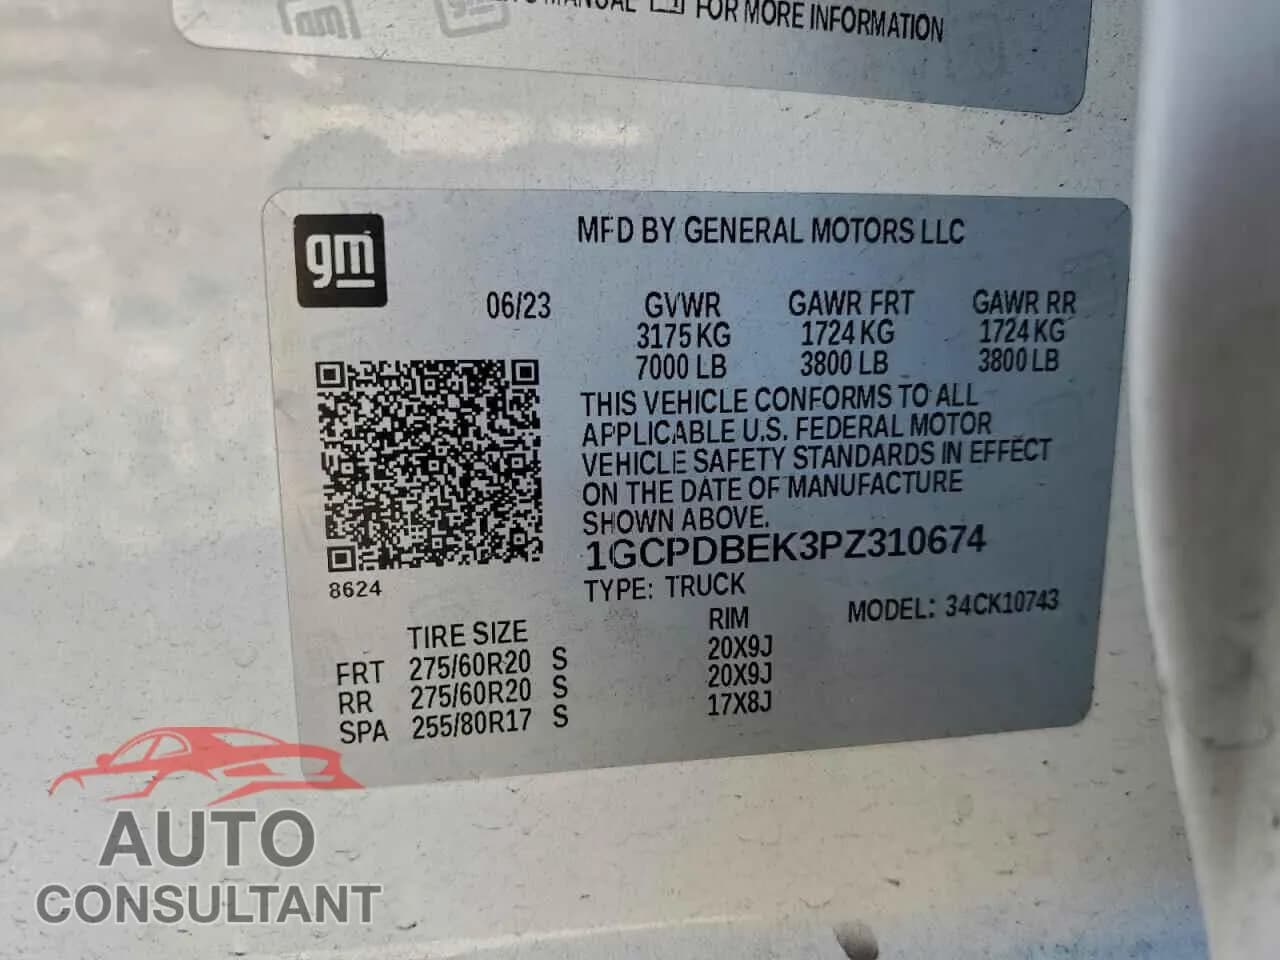 MANUAL FOR MORE INFORMATION
gm
MFD BY GENERAL MOTORS LLC
06/23
GVWR GAWR FRT GAWR RR
3175 KG 1724 KG 1724 KG
7000 LB 3800 LB 3800 LB
THIS VEHICLE CONFORMS TO ALL
APPLICABLE U.S. FEDERAL MOTOR
VEHICLE SAFETY STANDARDS IN EFFECT
ON THE DATE OF MANUFACTURE
SHOWN ABOVE.
1GCPDBEK3PZ310674
8624
TYPE: TRUCK
MODEL: 34CK10743
TIRE SIZE RIM
FRT 275/60R20 S 20X9J
RR 275/60R20 S 20X9J
SPA 255/80R17 S 17X8J
AUTO
CONSULTANT